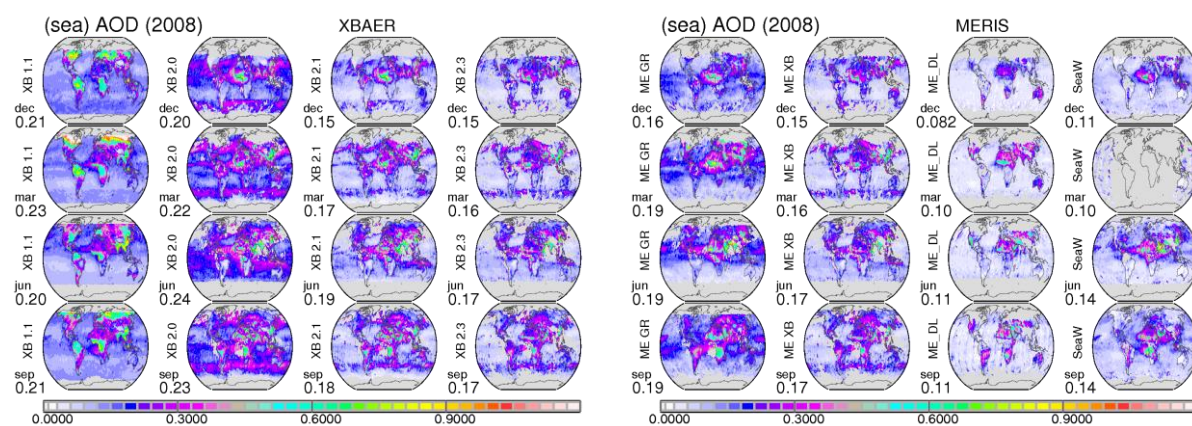 (sea) AOD (2008) XBAER
XB 1.1 XB 2.0 XB 2.1 XB 2.3
dec dec dec dec
0.21 0.20 0.15 0.15
XB 1.1 XB 2.0 XB 2.1 XB 2.3
mar mar mar mar
0.23 0.22 0.17 0.16
XB 1.1 XB 2.0 XB 2.1 XB 2.3
jun jun jun jun
0.20 0.24 0.19 0.17
XB 1.1 XB 2.0 XB 2.1 XB 2.3
sep sep sep sep
0.21 0.23 0.18 0.17
0.0000 0.3000 0.6000 0.9000
(sea) AOD (2008) MERIS
ME GR ME XB ME_DL SeaW
dec dec dec dec
0.16 0.15 0.082 0.11
ME GR ME XB ME_DL SeaW
mar mar mar mar
0.19 0.16 0.10 0.10
ME GR ME XB ME_DL SeaW
jun jun jun jun
0.19 0.17 0.11 0.14
ME GR ME XB ME_DL SeaW
sep sep sep sep
0.19 0.17 0.11 0.14
0.0000 0.3000 0.6000 0.9000